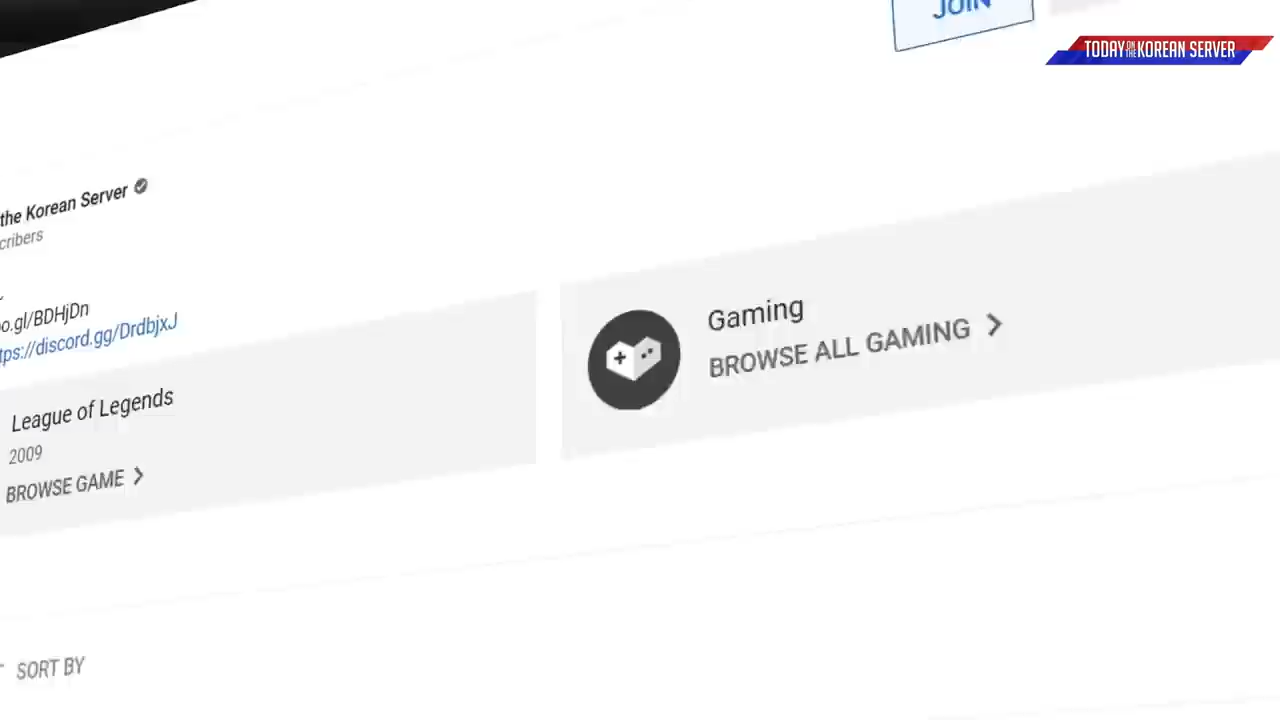 JOIN
TODAY ON THE KOREAN SERVER
the Korean Server
cribers
o.gl/BDHjDn
tps://discord.gg/DrdbjxJ
League of Legends
2009
BROWSE GAME
Gaming
BROWSE ALL GAMING
SORT BY